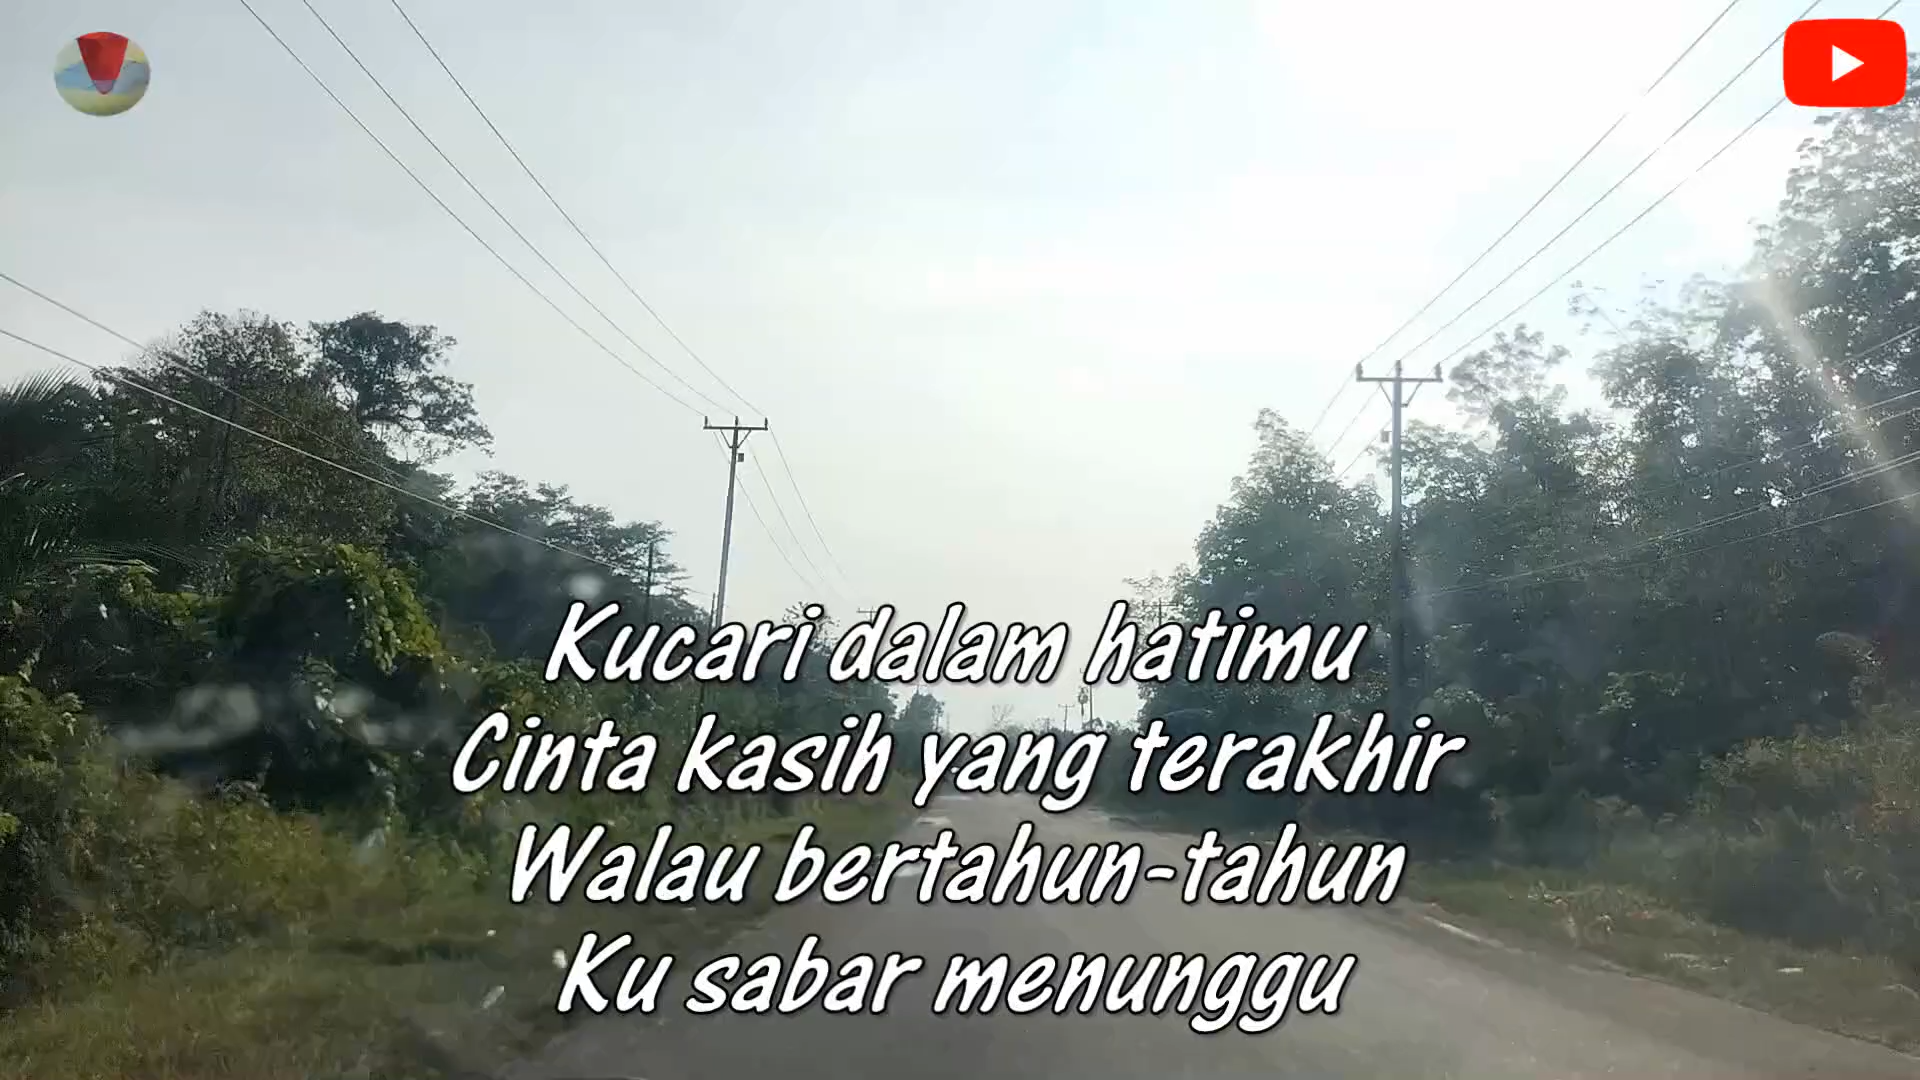 Kucari dalam hatimu
Cinta kasih yang terakhir
Walau bertahun-tahun
Ku sabar menunggu